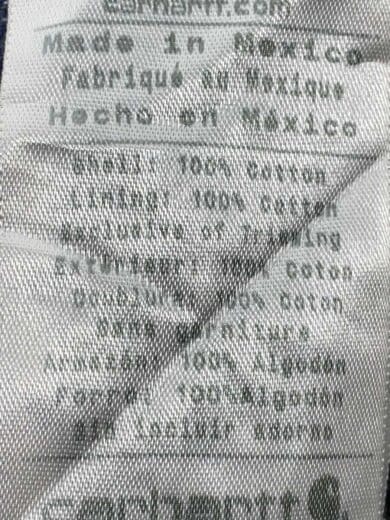 carhartt.com
Made in Mexico
Fabriqué au Mexique
Hecho en México
Shell: 100% Cotton
Lining: 100% Cotton
Exclusive of Trimming
Extérieur: 100% Coton
Doublure: 100% Coton
Sans garniture
Armazón: 100% Algodón
Forro: 100%Algodón
sin incluir adorno
carhartt